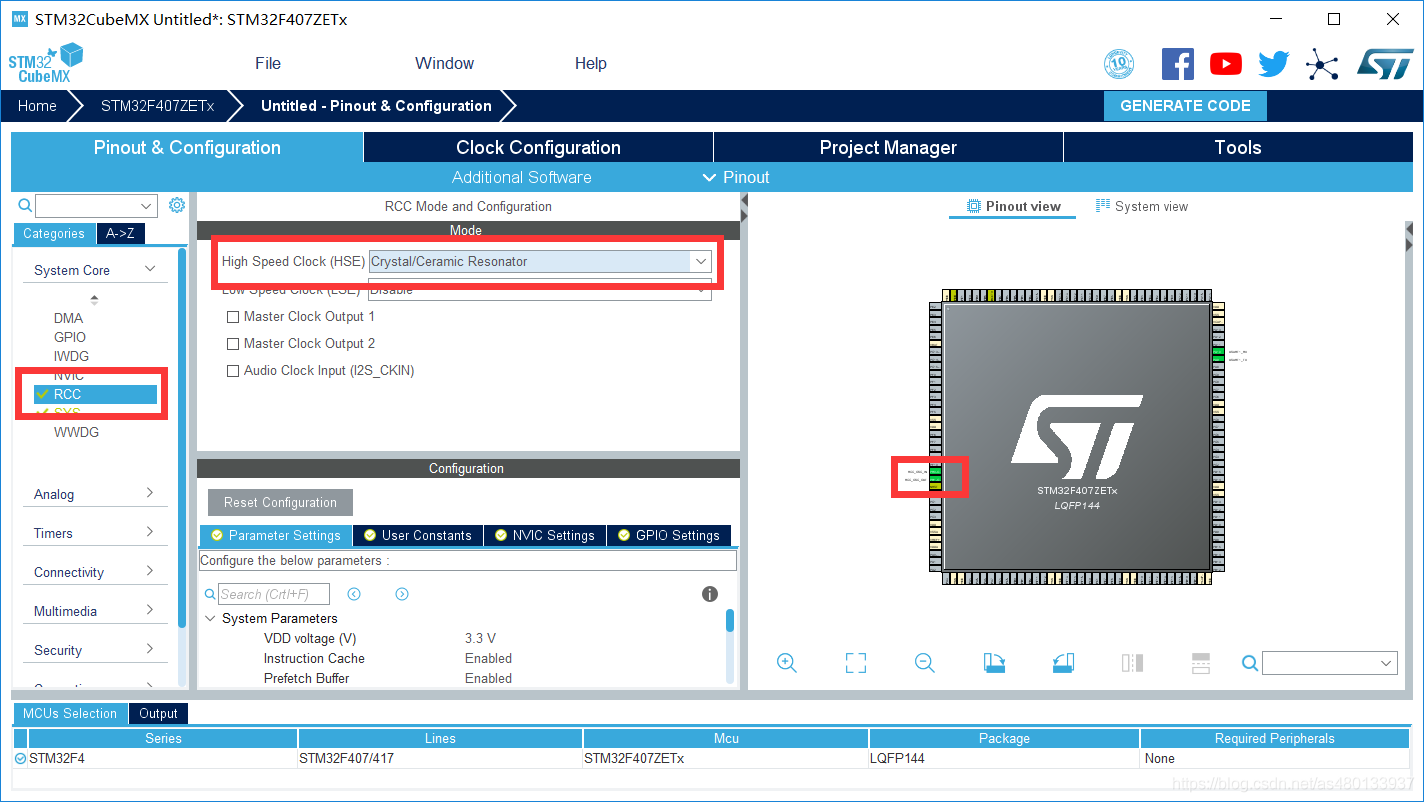 MX STM32CubeMX Untitled*: STM32F407ZETx
STM32
CubeMX
File Window Help
10
Home STM32F407ZETx Untitled - Pinout & Configuration GENERATE CODE
Pinout & Configuration Clock Configuration Project Manager Tools
Additional Software Pinout
RCC Mode and Configuration
Pinout view System view
Categories A->Z
Mode
System Core
High Speed Clock (HSE) Crystal/Ceramic Resonator
Low Speed Clock (LSE) Disable
Master Clock Output 1
Master Clock Output 2
Audio Clock Input (I2S_CKIN)
DMA
GPIO
IWDG
NVIC
RCC
SYS
WWDG
Analog
Timers
Connectivity
Multimedia
Security
Configuration
Reset Configuration
Parameter Settings User Constants NVIC Settings GPIO Settings
Configure the below parameters :
Search (Crtl+F)
System Parameters
VDD voltage (V) 3.3 V
Instruction Cache Enabled
Prefetch Buffer Enabled
ST
STM32F407ZETx
LQFP144
MCUs Selection Output
Series Lines Mcu Package Required Peripherals
STM32F4 STM32F407/417 STM32F407ZETx LQFP144 None
https://blog.csdn.net/as480133937